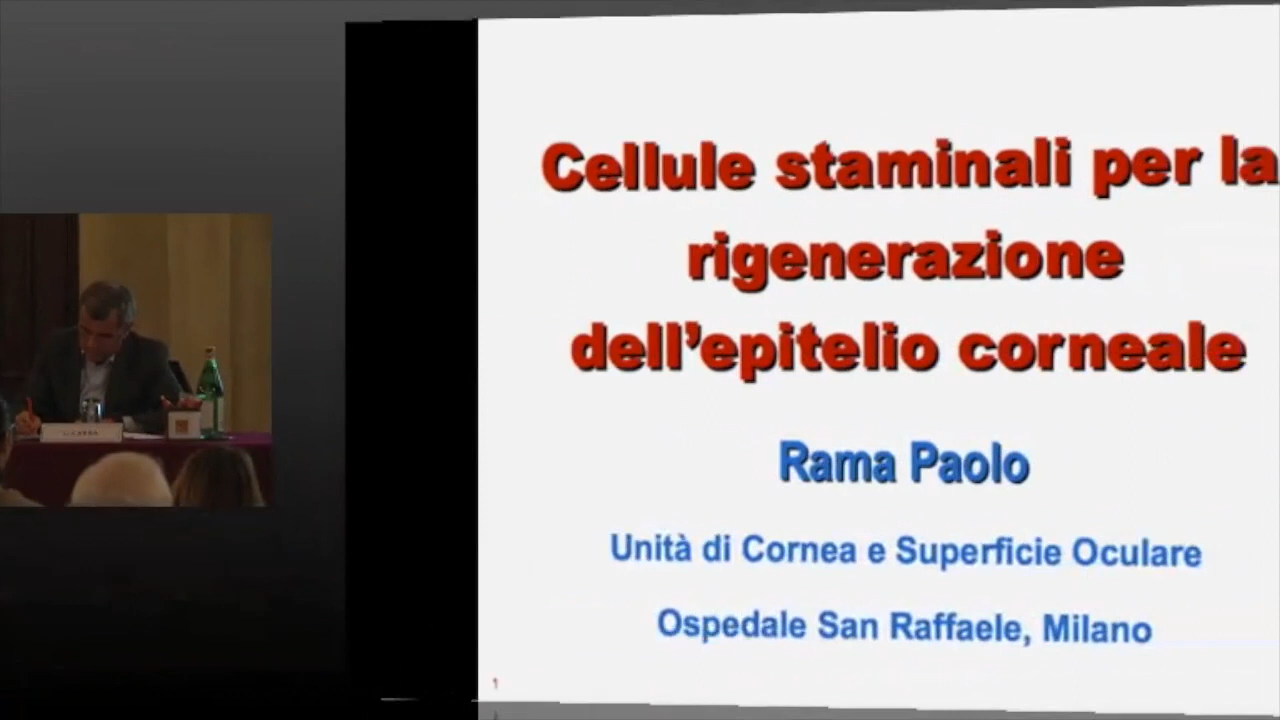 Cellule staminali per la
rigenerazione
dell’epitelio corneale
Rama Paolo
Unità di Cornea e Superficie Oculare
Ospedale San Raffaele, Milano
1